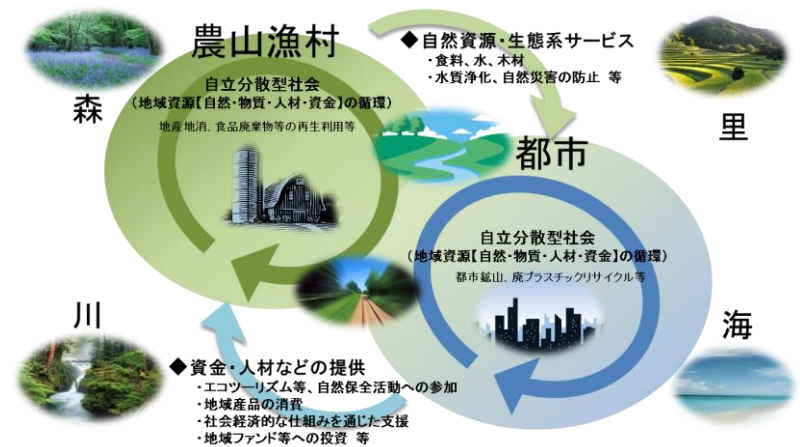 農山漁村
◆自然資源・生態系サービス
・食料、水、木材
・水質浄化、自然災害の防止 等
森
自立分散型社会
(地域資源【自然・物質・人材・資金】の循環)
地産地消、食品廃棄物等の再生利用等
里
都市
自立分散型社会
(地域資源【自然・物質・人材・資金】の循環)
都市鉱山、廃プラスチックリサイクル等
川
海
◆資金・人材などの提供
・エコツーリズム等、自然保全活動への参加
・地域産品の消費
・社会経済的な仕組みを通じた支援
・地域ファンド等への投資 等